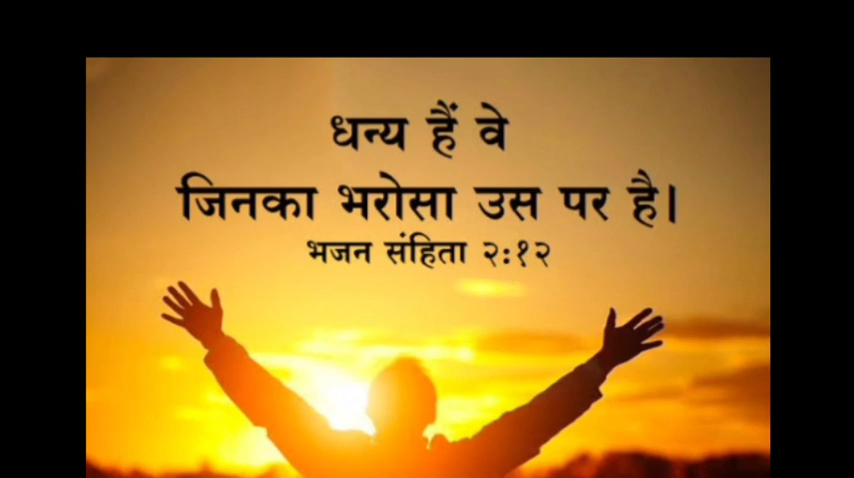 धन्य हैं वे
जिनका भरोसा उस पर है।
भजन संहिता २:१२